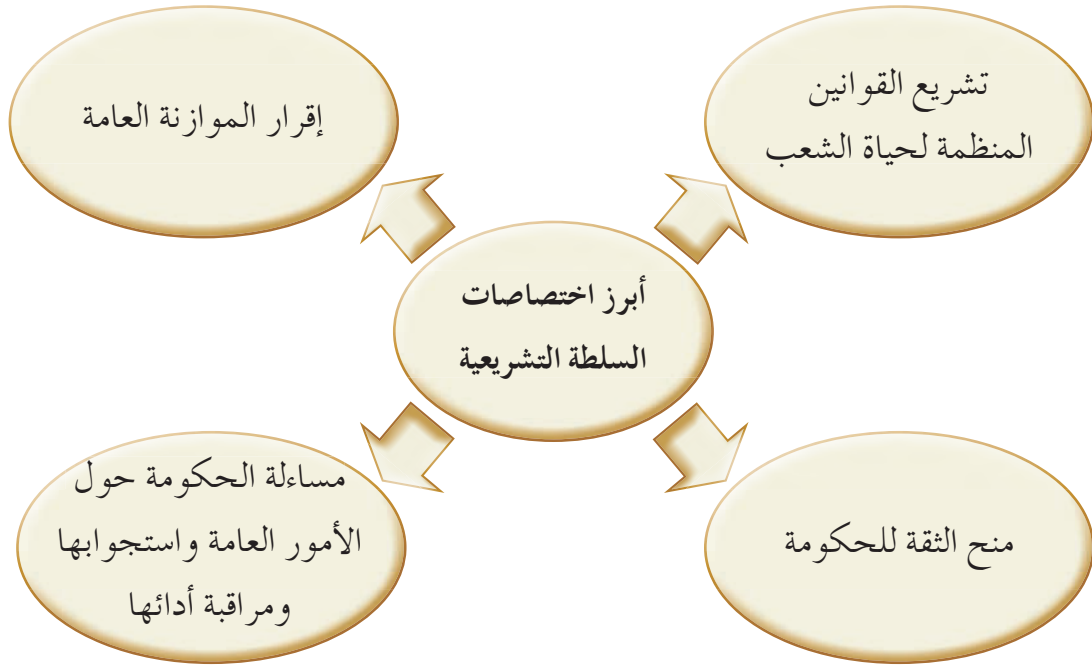 أبرز اختصاصات
السلطة التشريعية
تشريع القوانين
المنظمة لحياة الشعب
إقرار الموازنة العامة
منح الثقة للحكومة
مساءلة الحكومة حول
الأمور العامة واستجوابها
ومراقبة أدائها